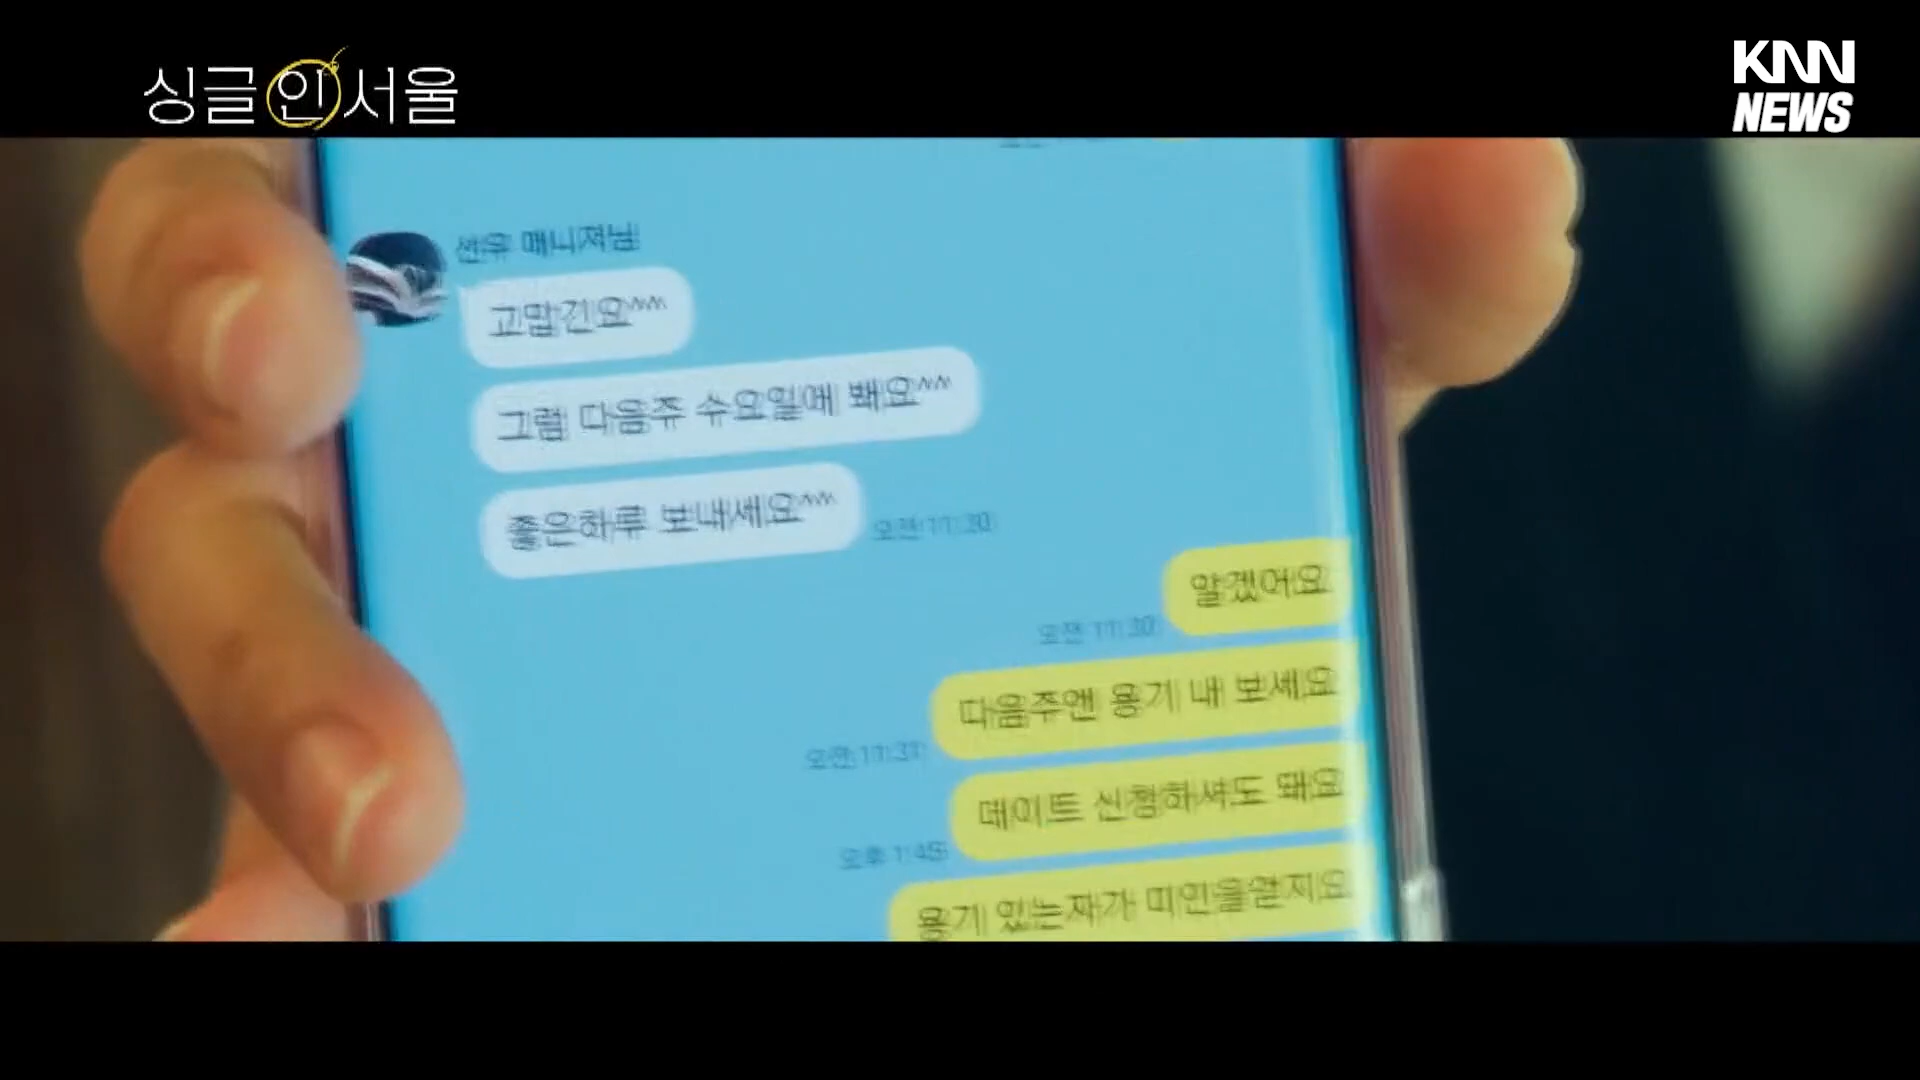 싱글 인 서울
KNN
NEWS
선유 매니저님
고맙긴요^^
그럼 다음주 수요일에 봬요^^
좋은하루 보내세요^^
오전 11:30
알겠어요
오전 11:30
다음주엔 용기 내 보세요
오전 11:31
데이트 신청하셔도 돼요
오후 1:45
용기 있는자가 미인을얻지요